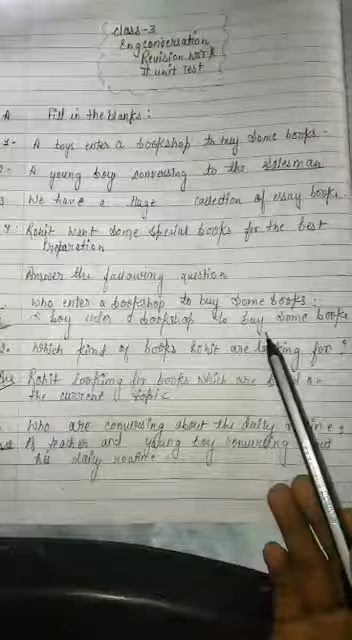 Class-3
Eng conversation
Revision work
II unit Test
A Fill in the blanks:
1- A boys enter a bookshop to buy some books.
2- A young boy conversing to the salesman
3 We have a Huge collection of essay books.
4 Rohit want some special books for the best
preparation
Answer the following question
Who enter a bookshop to buy some books:
A boy enter a bookshop to buy some books
2. Which kind of books Rohit are looking for?
Ans Rohit looking for books which are on
the current topic
Who are conversing about the daily
A teacher and young boy conversing
his daily routine